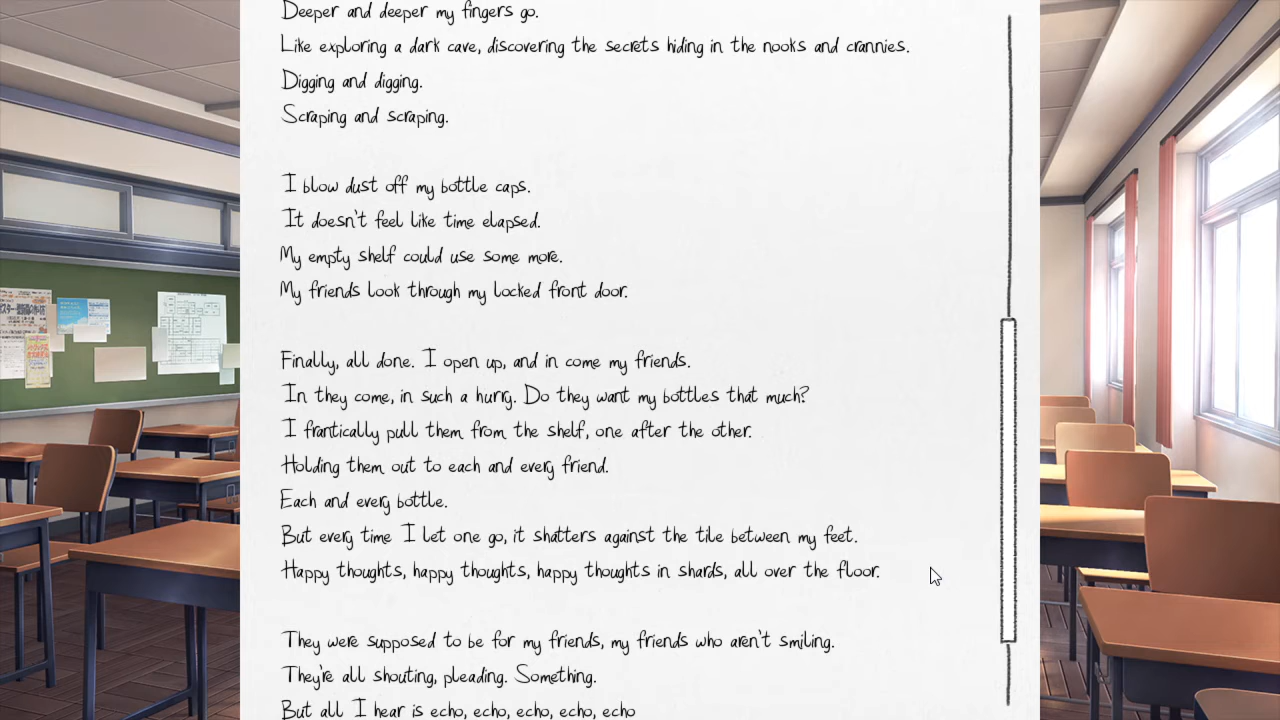 Deeper and deeper my fingers go.
Like exploring a dark cave, discovering the secrets hiding in the nooks and crannies.
Digging and digging.
Scraping and scraping.
I blow dust off my bottle caps.
It doesn't feel like time elapsed.
My empty shelf could use some more.
My friends look through my locked front door.
Finally, all done. I open up, and in come my friends.
In they come, in such a hurry. Do they want my bottles that much?
I frantically pull them from the shelf, one after the other.
Holding them out to each and every friend.
Each and every bottle.
But every time I let one go, it shatters against the tile between my feet.
Happy thoughts, happy thoughts, happy thoughts in shards, all over the floor.
They were supposed to be for my friends, my friends who aren't smiling.
They're all shouting, pleading. Something.
But all I hear is echo, echo, echo, echo, echo